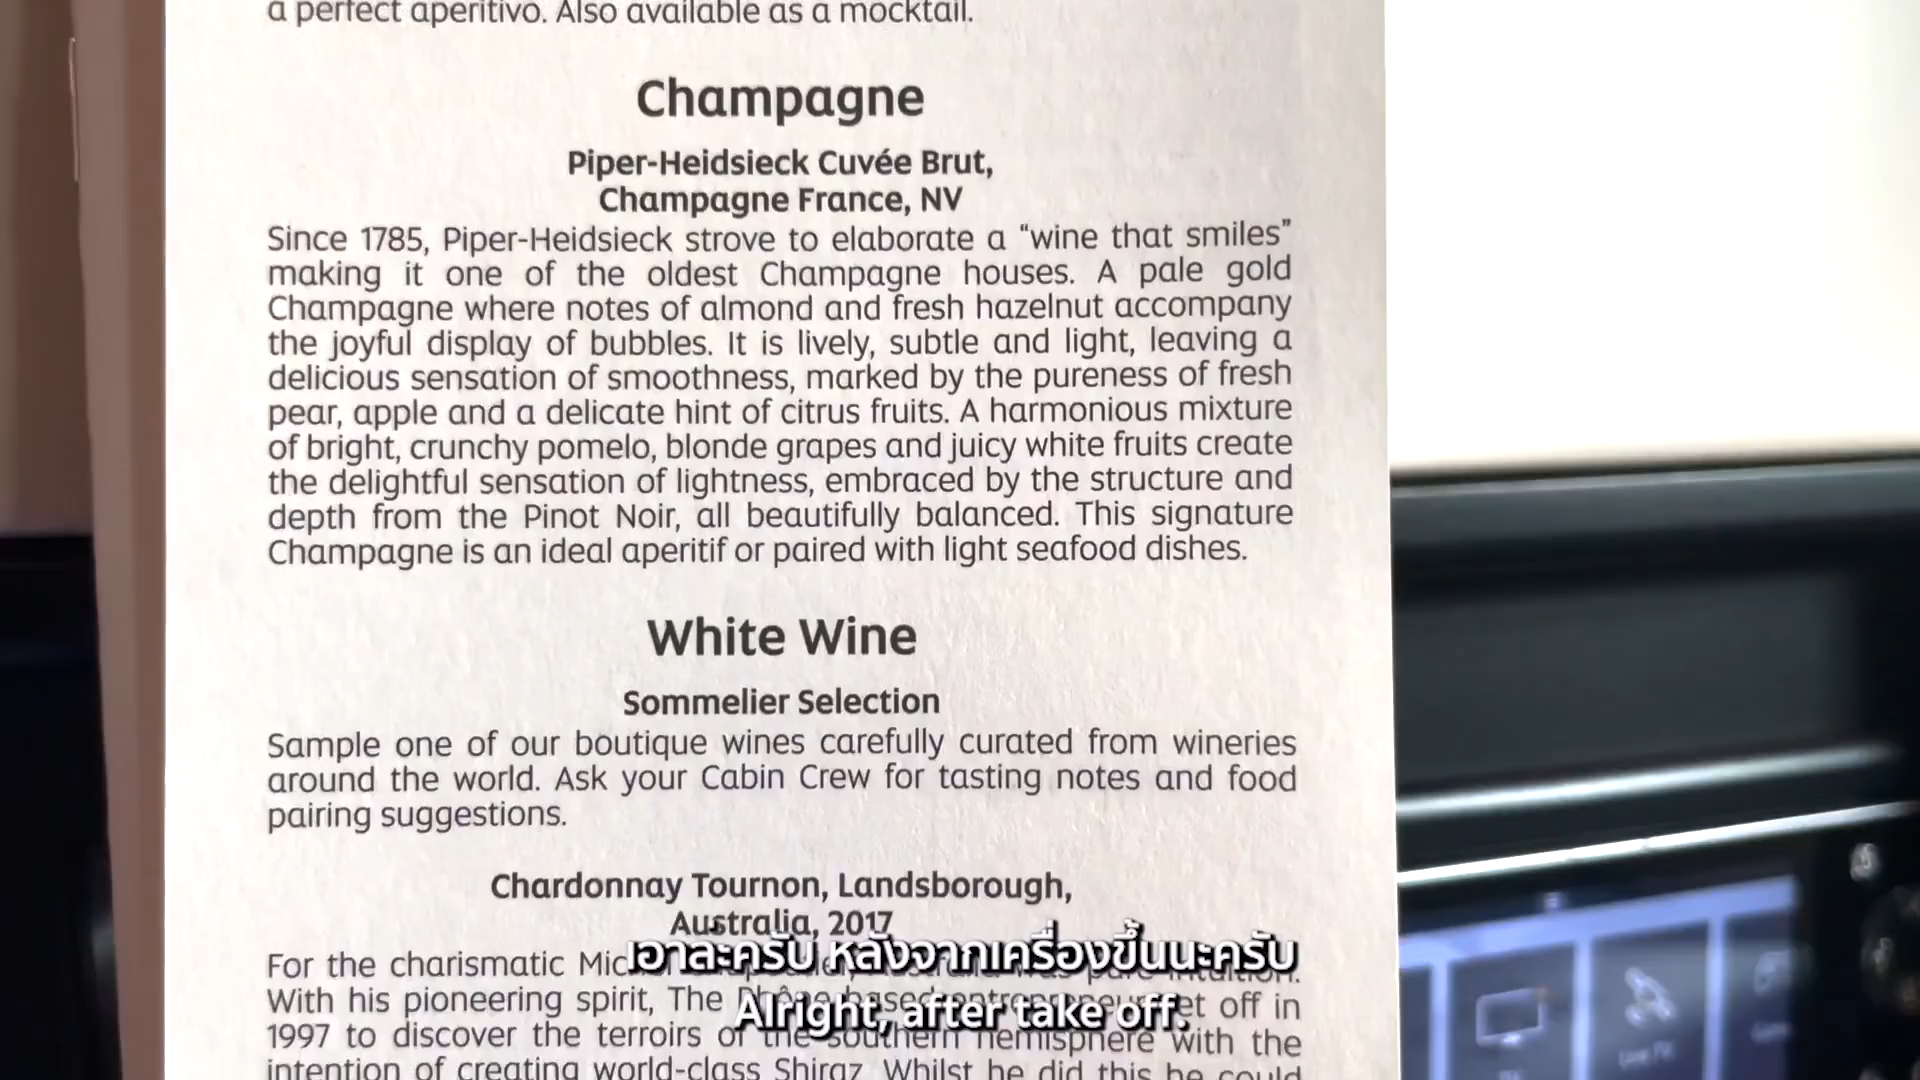 a perfect aperitivo. Also available as a mocktail.
Champagne
Piper-Heidsieck Cuvée Brut,
Champagne France, NV
Since 1785, Piper-Heidsieck strove to elaborate a “wine that smiles”
making it one of the oldest Champagne houses. A pale gold
Champagne where notes of almond and fresh hazelnut accompany
the joyful display of bubbles. It is lively, subtle and light, leaving a
delicious sensation of smoothness, marked by the pureness of fresh
pear, apple and a delicate hint of citrus fruits. A harmonious mixture
of bright, crunchy pomelo, blonde grapes and juicy white fruits create
the delightful sensation of lightness, embraced by the structure and
depth from the Pinot Noir, all beautifully balanced. This signature
Champagne is an ideal aperitif or paired with light seafood dishes.
White Wine
Sommelier Selection
Sample one of our boutique wines carefully curated from wineries
around the world. Ask your Cabin Crew for tasting notes and food
pairing suggestions.
Chardonnay Tournon, Landsborough,
Australia, 2017
For the charismatic pure intuition.
With his pioneering spirit, The Rhône-based entrepreneur set off in
1997 to discover the terroirs of the southern hemisphere with the
intention of creating world-class Shiraz. Whilst he did this he could
เอาละครับ หลังจากเครื่องขึ้นนะครับ
Alright, after take off.
Live TV